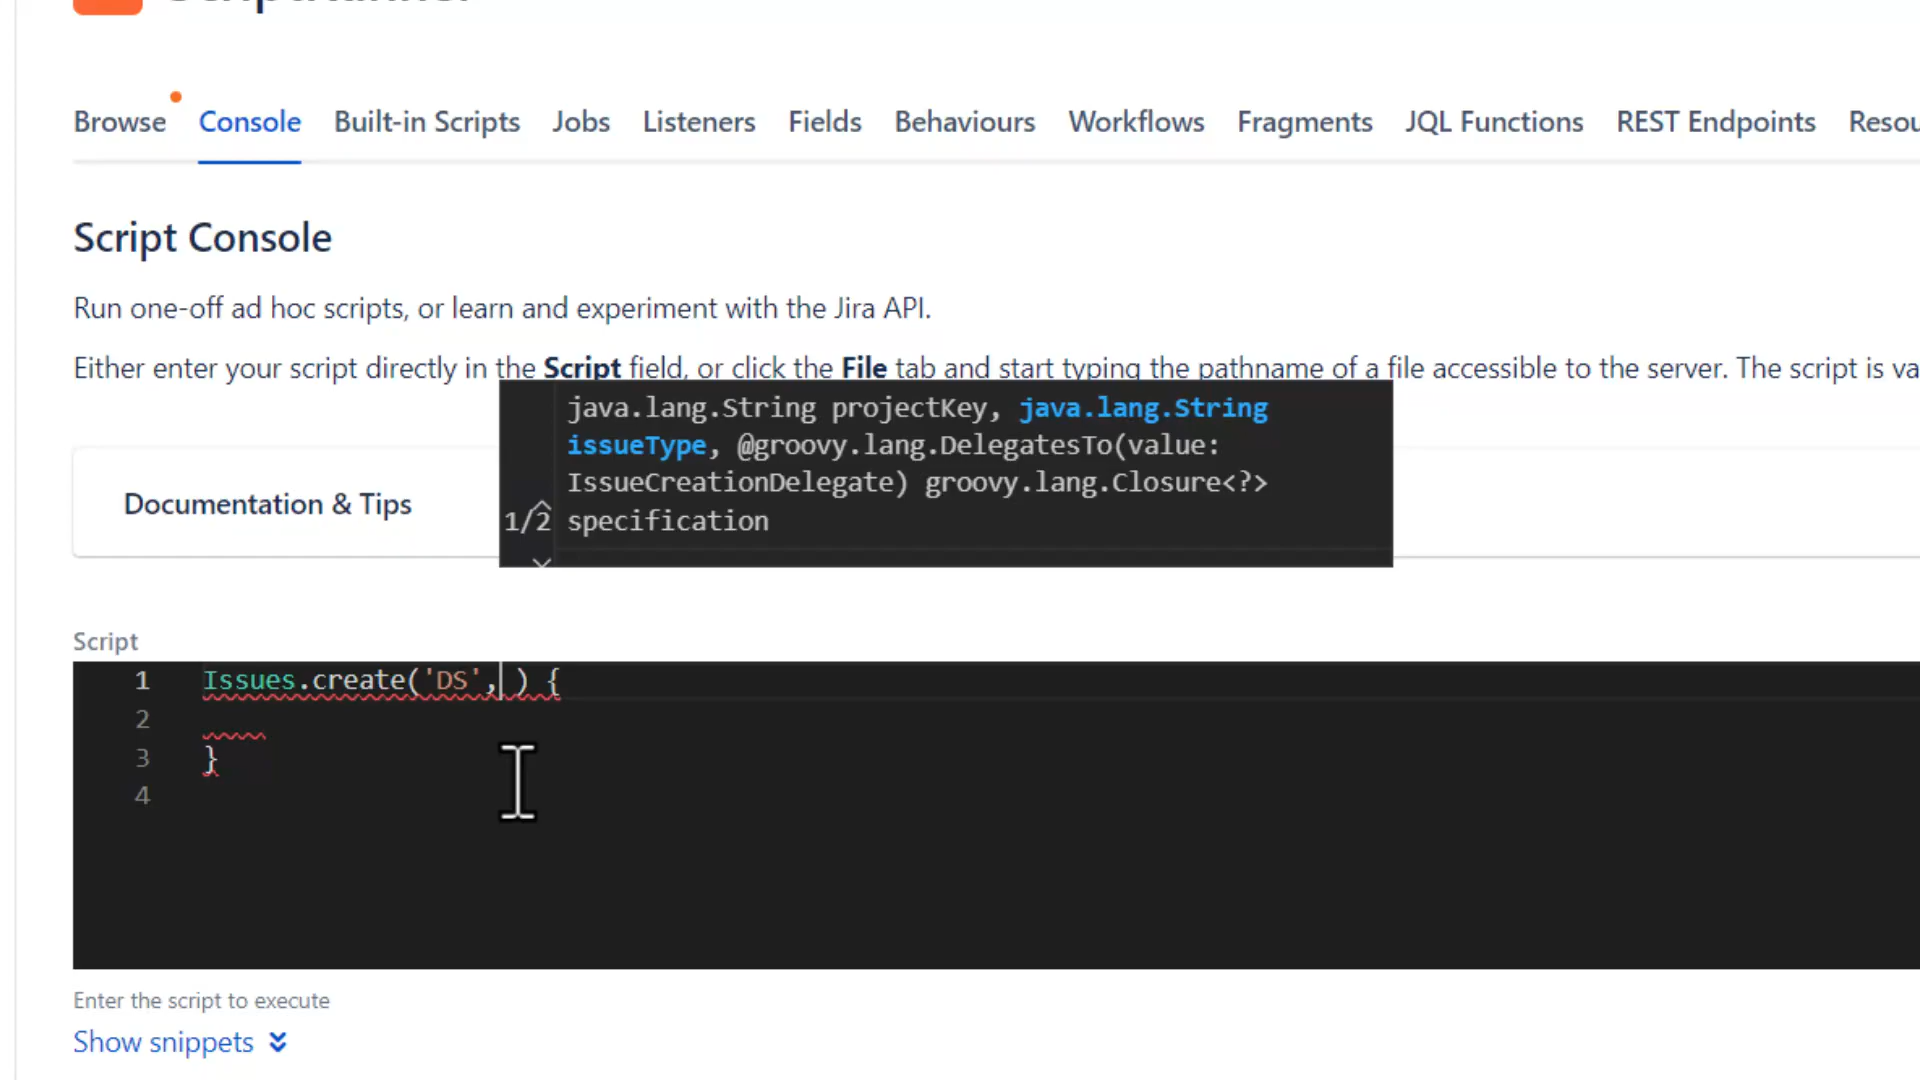 Browse Console Built-in Scripts Jobs Listeners Fields Behaviours Workflows Fragments JQL Functions REST Endpoints
Script Console
Run one-off ad hoc scripts, or learn and experiment with the Jira API.
Either enter your script directly in the Script field, or click the File tab and start typing the pathname of a file accessible to the server. The script is
java.lang.String projectKey, java.lang.String
issueType, @groovy.lang.DelegatesTo(value:
IssueCreationDelegate) groovy.lang.Closure<?>
1/2 specification
Documentation & Tips
Script
1 Issues.create('DS', ) {
2
3 }
4
Enter the script to execute
Show snippets